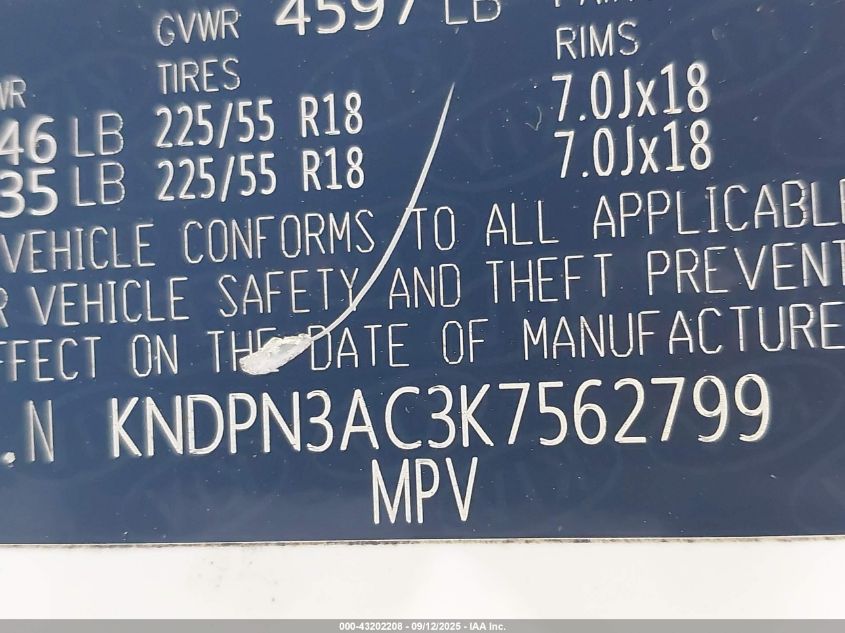 GVWR 4597 LB
RIMS
TIRES
46 LB 225/55 R18 7.0Jx18
35 LB 225/55 R18 7.0Jx18
VEHICLE CONFORMS TO ALL APPLICABLE
R VEHICLE SAFETY AND THEFT PREVENT
FFECT ON THE DATE OF MANUFACTURE
.N KNDPN3AC3K7562799
MPV
000-43202208 - 09/12/2025 - IAA Inc.